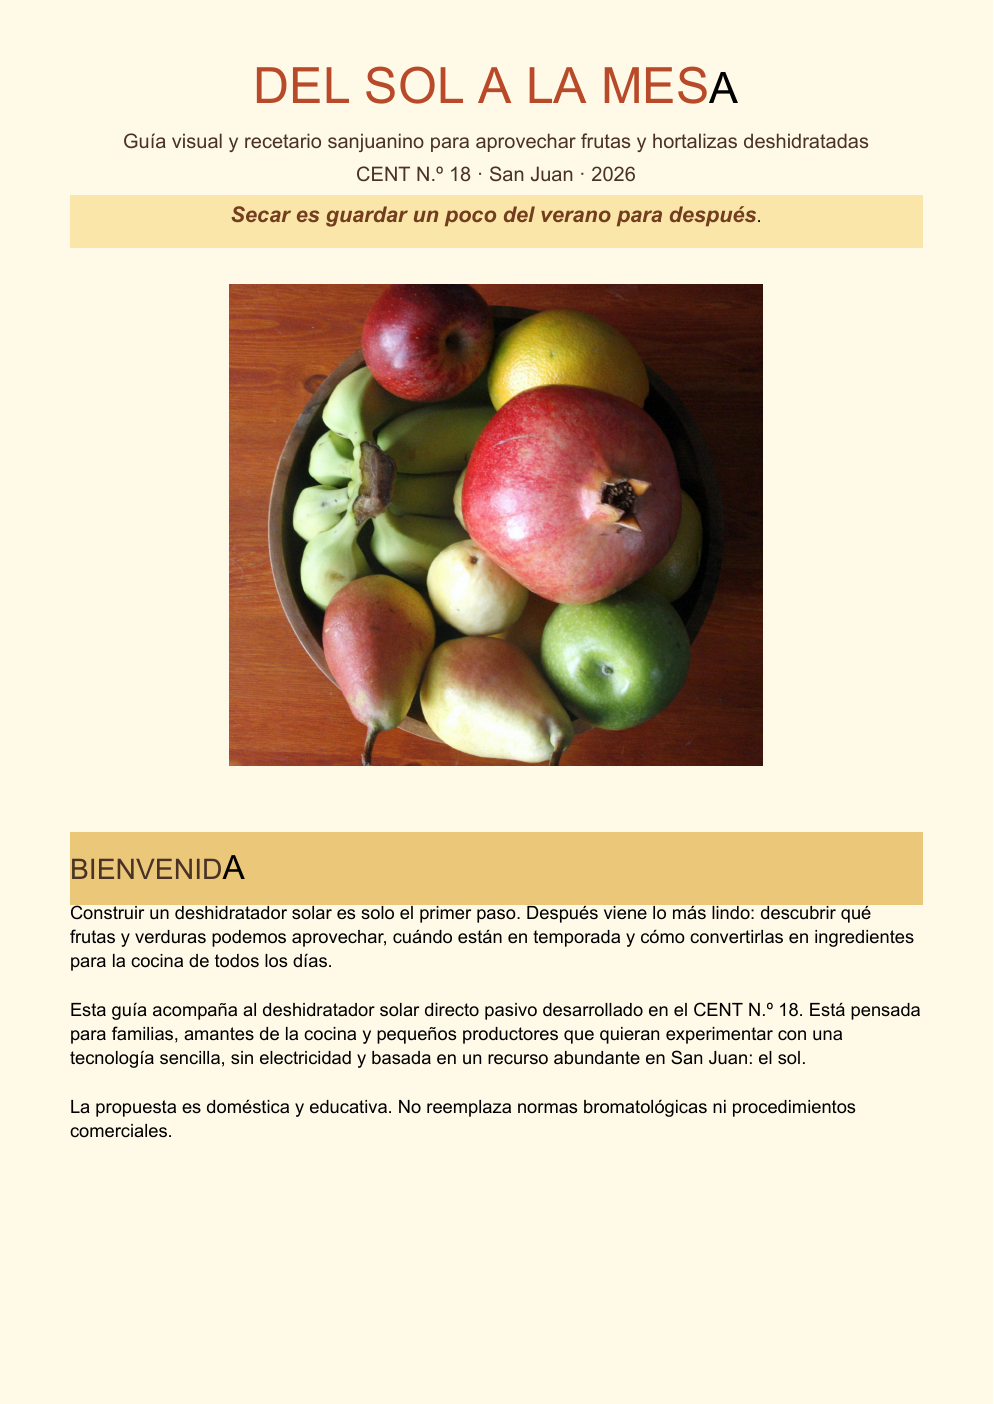 DEL SOL A LA MESA
Guía visual y recetario sanjuanino para aprovechar frutas y hortalizas deshidratadas
CENT N.º 18 · San Juan · 2026
Secar es guardar un poco del verano para después.
BIENVENIDA
Construir un deshidratador solar es solo el primer paso. Después viene lo más lindo: descubrir qué
frutas y verduras podemos aprovechar, cuándo están en temporada y cómo convertirlas en ingredientes
para la cocina de todos los días.
Esta guía acompaña al deshidratador solar directo pasivo desarrollado en el CENT N.º 18. Está pensada
para familias, amantes de la cocina y pequeños productores que quieran experimentar con una
tecnología sencilla, sin electricidad y basada en un recurso abundante en San Juan: el sol.
La propuesta es doméstica y educativa. No reemplaza normas bromatológicas ni procedimientos
comerciales.